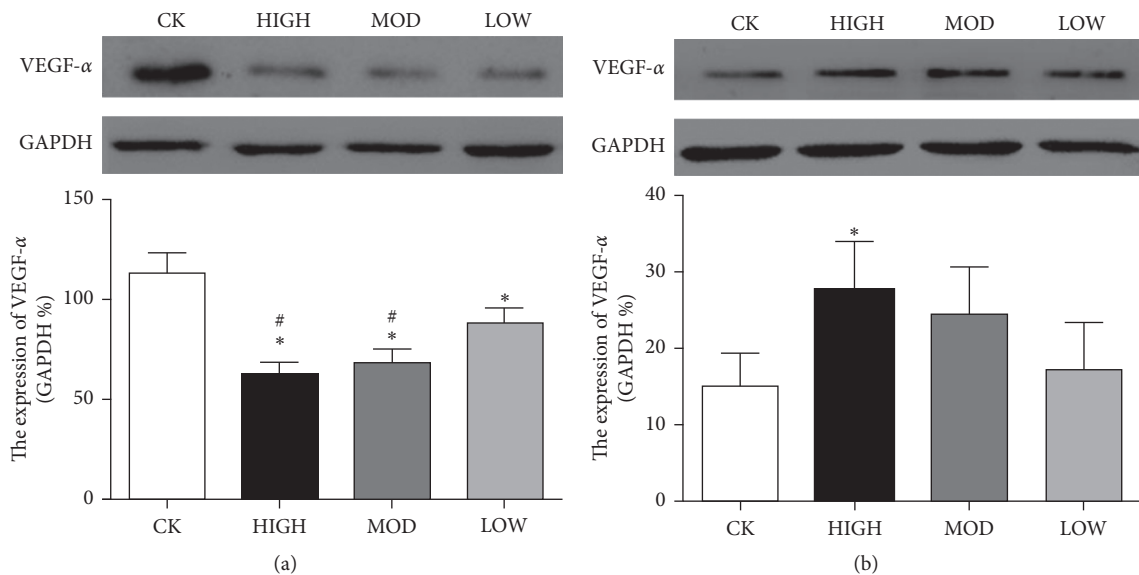 CK HIGH MOD LOW
VEGF-α
GAPDH
The expression of VEGF-α
(GAPDH %)
150
100
50
0
#
*
#
*
*
CK HIGH MOD LOW
(a)
CK HIGH MOD LOW
VEGF-α
GAPDH
The expression of VEGF-α
(GAPDH %)
40
30
20
10
0
*
CK HIGH MOD LOW
(b)